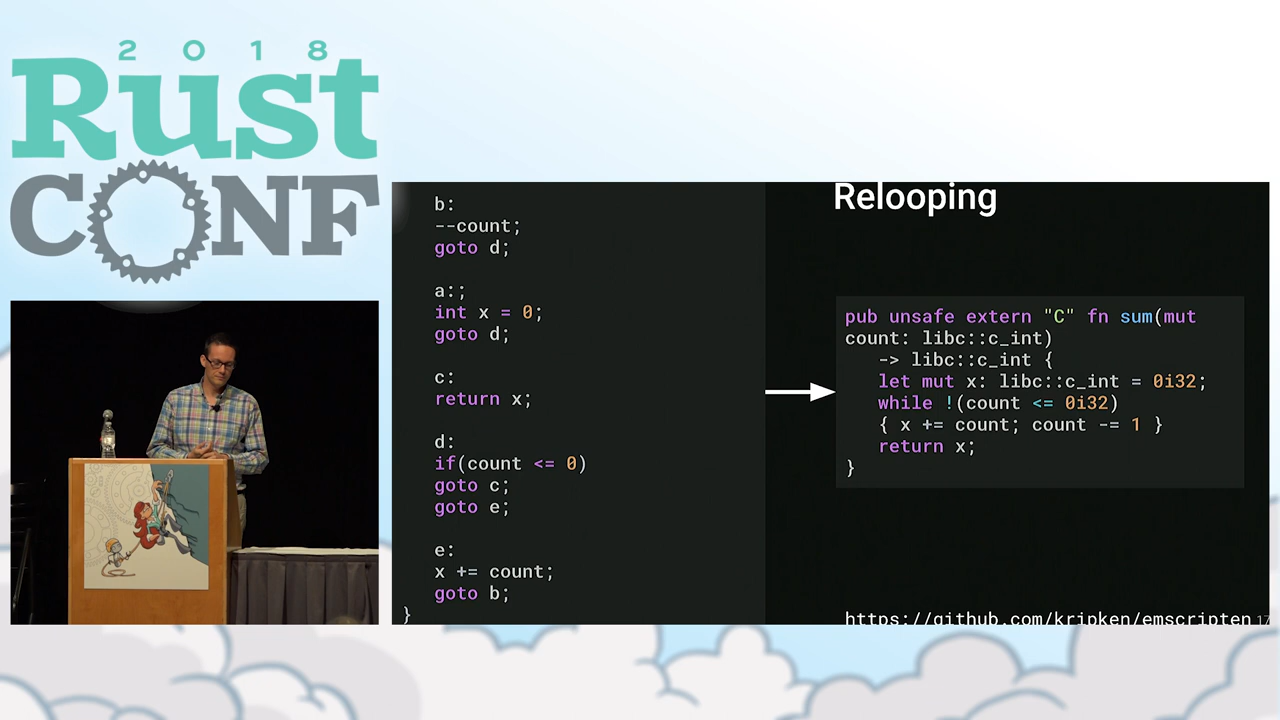 2018
Rust
CONF
b:
--count;
goto d;
a:;
int x = 0;
goto d;
c:
return x;
d:
if(count <= 0)
goto c;
goto e;
e:
x += count;
goto b;
}
Relooping
pub unsafe extern "C" fn sum(mut
count: libc::c_int)
-> libc::c_int {
let mut x: libc::c_int = 0i32;
while !(count <= 0i32)
{ x += count; count -= 1 }
return x;
}
https://github.com/kripken/emscripten
17